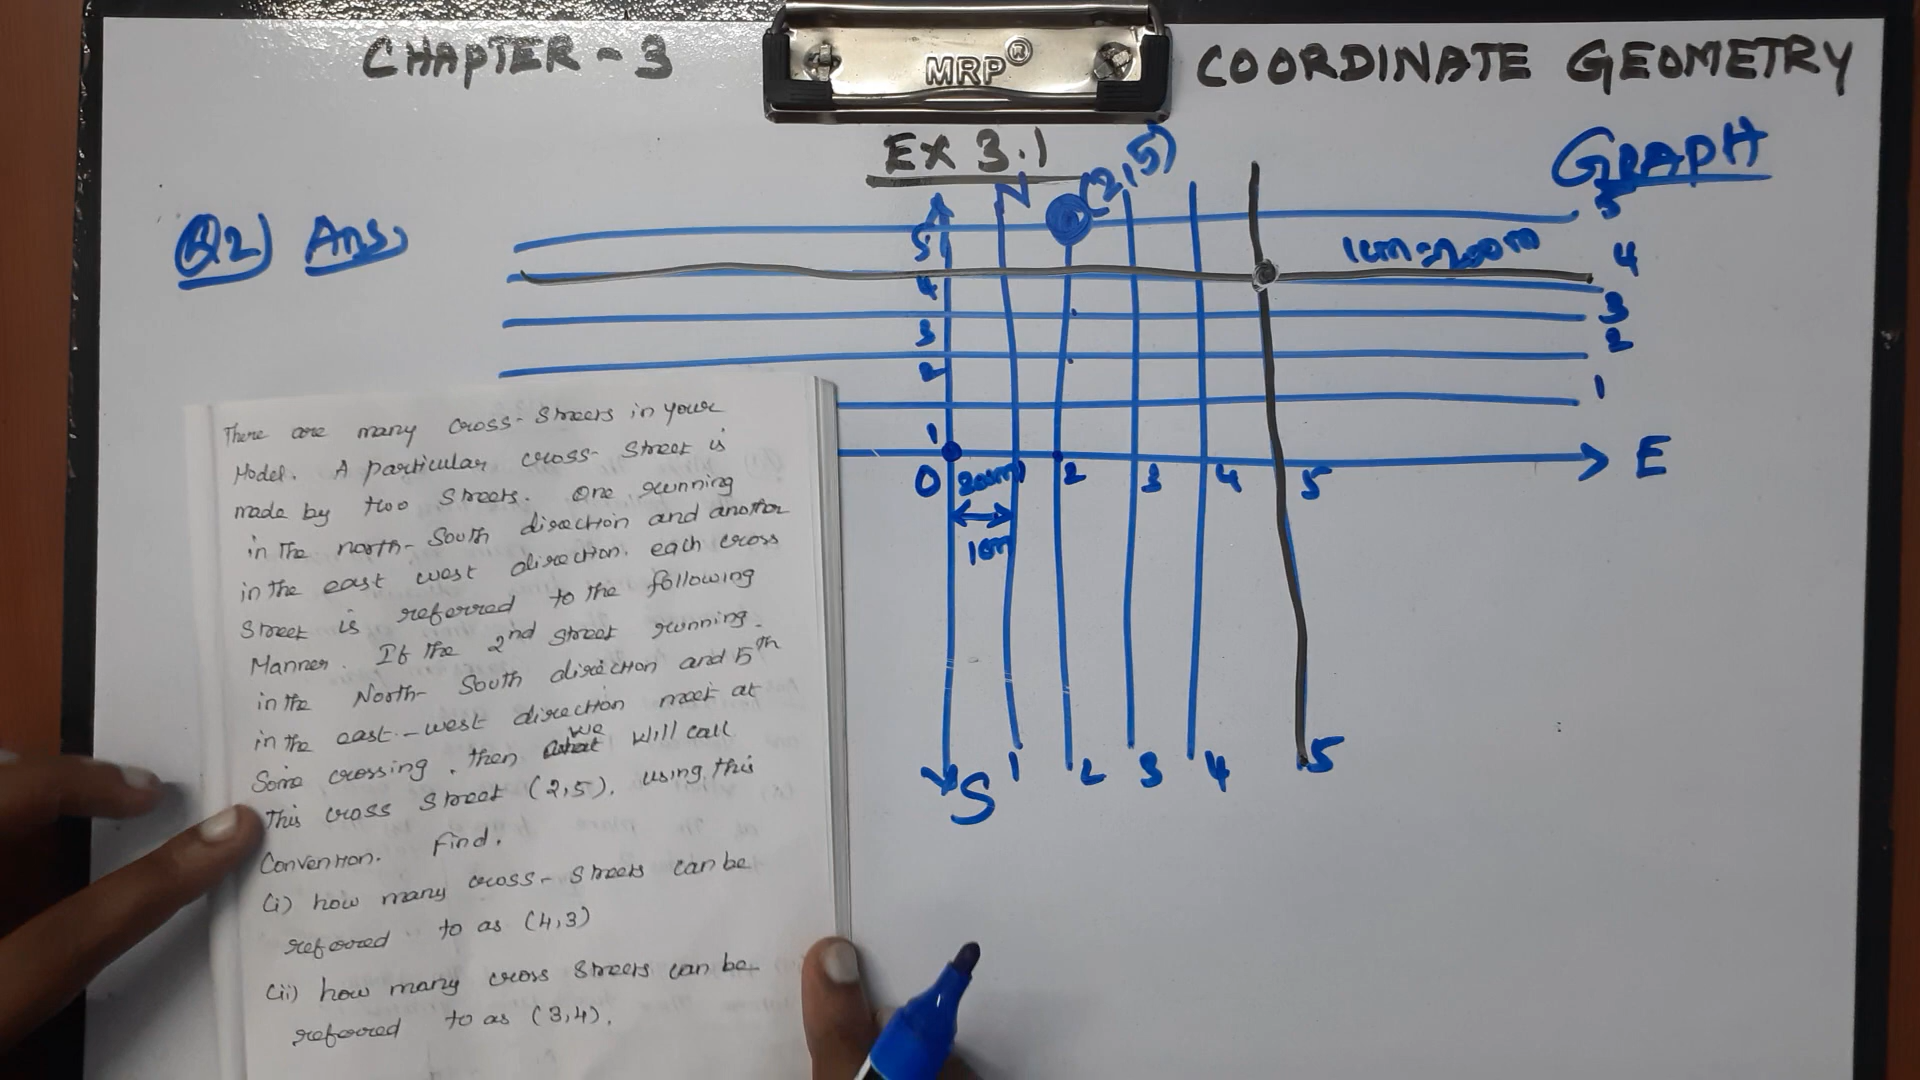 CHAPTER - 3
MRP®
COORDINATE GEOMETRY
EX 3.1
GRAPH
Q2) Ans,
N
(2,5)
5
4
3
2
1
5
4
3
2
1
1cm=200m
E
0
200m
2
3
4
5
1cm
S
1
2
3
4
5
There are many cross-streets in your
Model. A particular cross-street is
made by two streets. One running
in the north-south direction and another
in the east west direction. each cross
street is referred to the following
Manner. If the 2nd street running
in the North-South direction and 5th
in the east-west direction meet at
Some crossing, then we will call
This cross street (2,5), using this
Convention. Find.
(i) how many cross-streets can be
referred to as (4,3)
(ii) how many cross streets can be
referred to as (3,4).